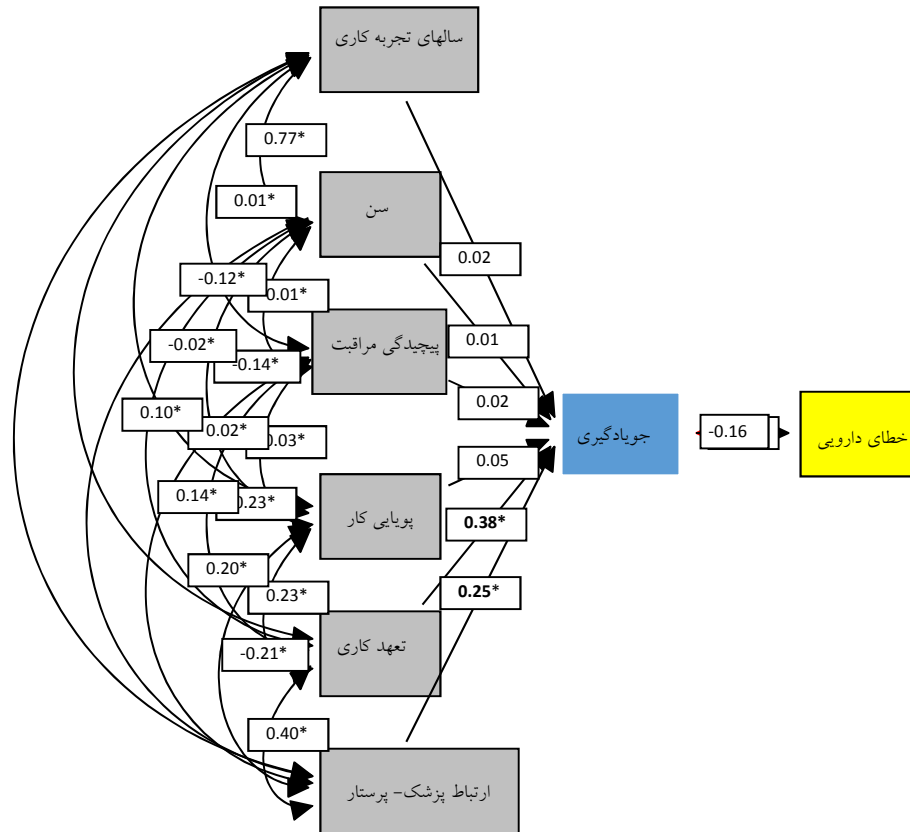 سالهای تجربه کاری
0.77*
0.01*
سن
0.02
-0.12*
0.01*
پیچیدگی مراقبت
0.01
-0.02*
-0.14*
0.02
0.10*
0.02*
0.03*
جویادگیری
-0.16
خطای دارویی
0.05
0.14*
0.23*
پویایی کار
0.38*
0.20*
0.23*
0.25*
-0.21*
تعهد کاری
0.40*
ارتباط پزشک- پرستار